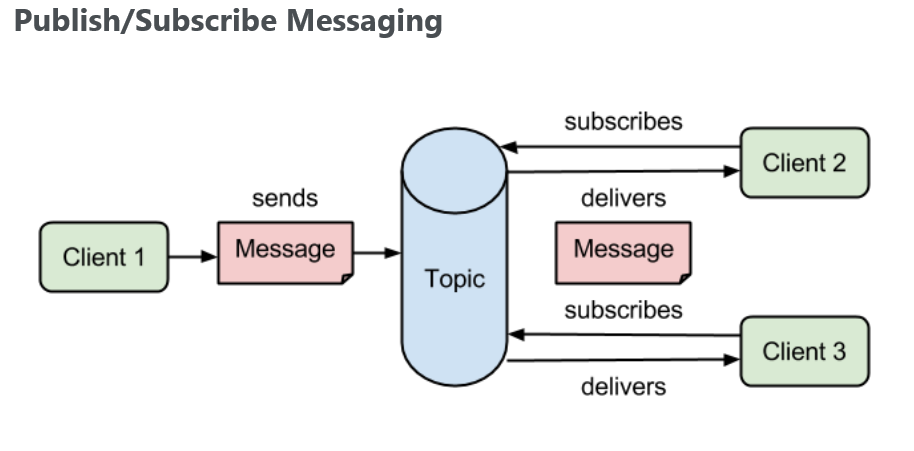 Publish/Subscribe Messaging
subscribes
Client 2
sends
delivers
Client 1
Message
Message
Topic
subscribes
Client 3
delivers